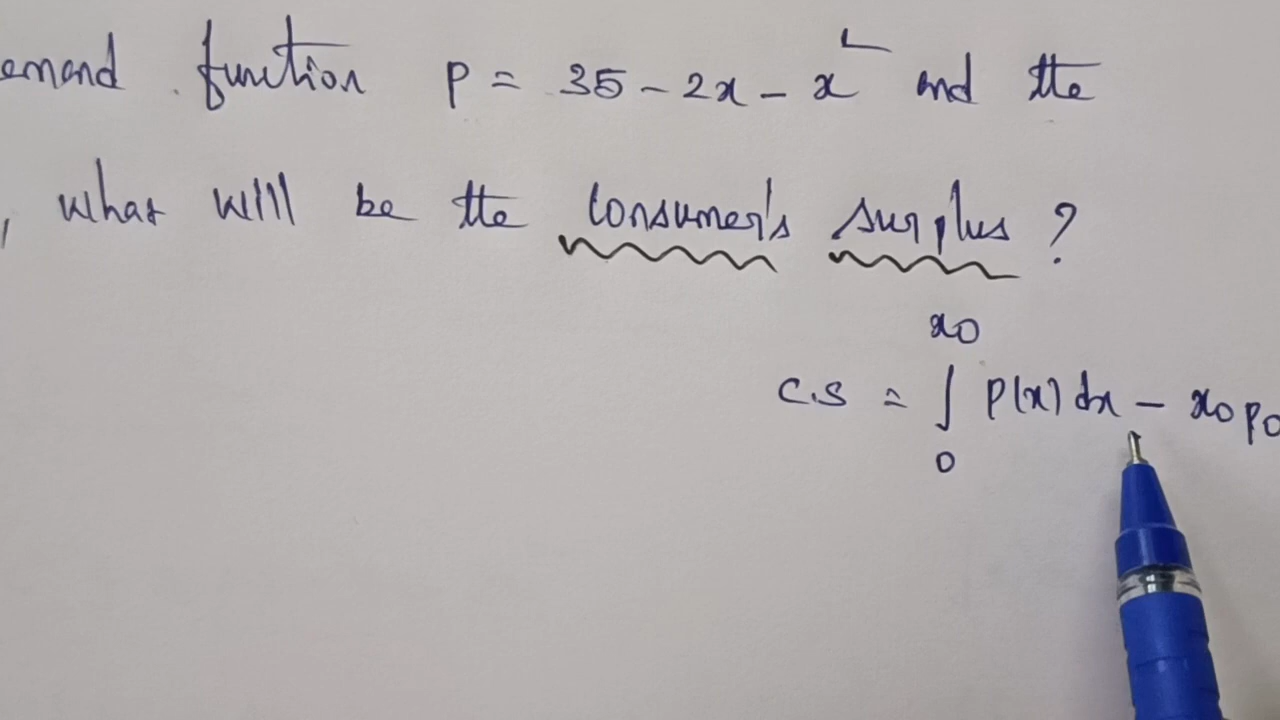 emand function P = 35 - 2x - x² and the
, what will be the Consumer's surplus ?
x0
C.S = ∫ P(x) dx - x0 p0
0